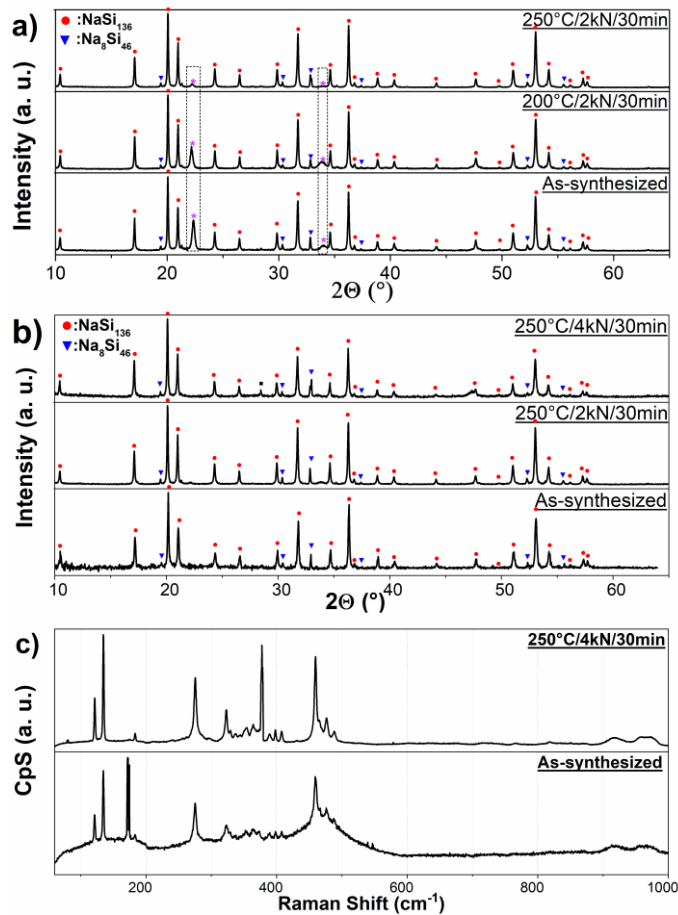 a)
●:NaSi136
▼:Na8Si46
250°C/2kN/30min
*
*
200°C/2kN/30min
*
*
As-synthesized
*
*
Intensity (a. u.)
10 20 30 40 50 60
2Θ (°)
b)
●:NaSi136
▼:Na8Si46
250°C/4kN/30min
250°C/2kN/30min
As-synthesized
Intensity (a. u.)
10 20 30 40 50 60
2Θ (°)
c)
250°C/4kN/30min
As-synthesized
CpS (a. u.)
200 400 600 800 1000
Raman Shift (cm-1)